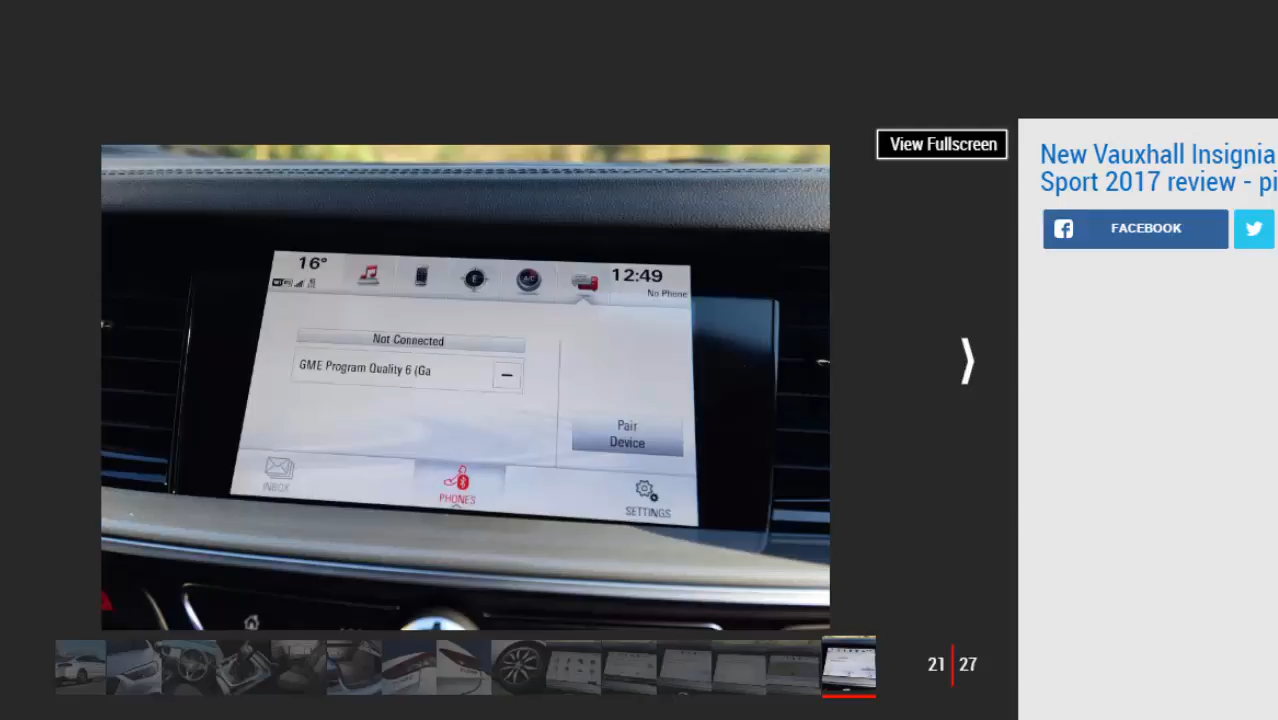 View Fullscreen
New Vauxhall Insignia
Sport 2017 review - pi
FACEBOOK
16°
12:49
No Phone
Not Connected
GME Program Quality 6 (Ga
Pair
Device
INBOX
PHONES
SETTINGS
21 27